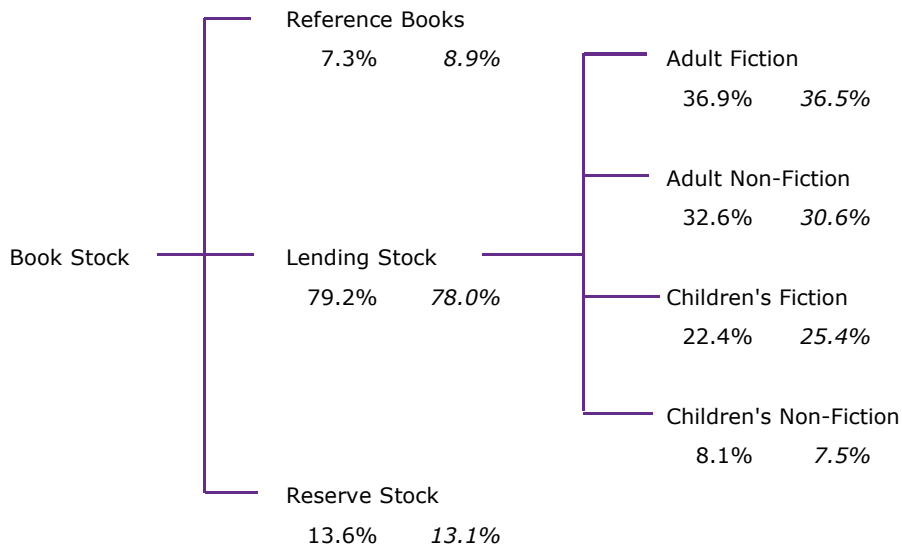 Reference Books
7.3% 8.9%
Adult Fiction
36.9% 36.5%
Adult Non-Fiction
32.6% 30.6%
Book Stock
Lending Stock
79.2% 78.0%
Children's Fiction
22.4% 25.4%
Children's Non-Fiction
8.1% 7.5%
Reserve Stock
13.6% 13.1%